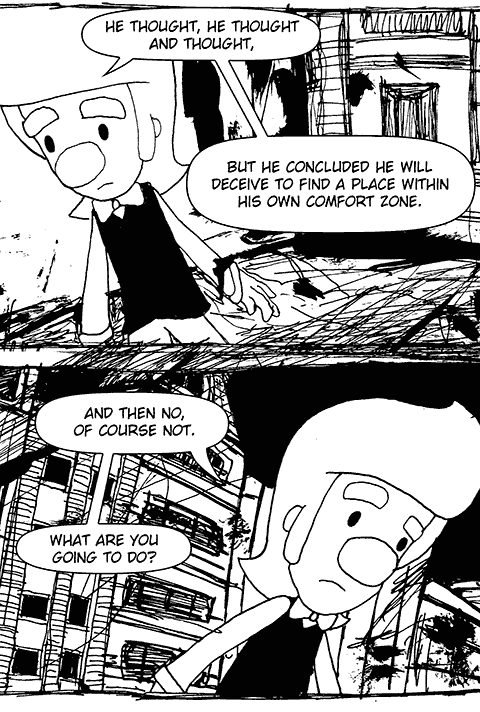 HE THOUGHT, HE THOUGHT
AND THOUGHT,
BUT HE CONCLUDED HE WILL
DECEIVE TO FIND A PLACE WITHIN
HIS OWN COMFORT ZONE.
AND THEN NO,
OF COURSE NOT.
WHAT ARE YOU
GOING TO DO?